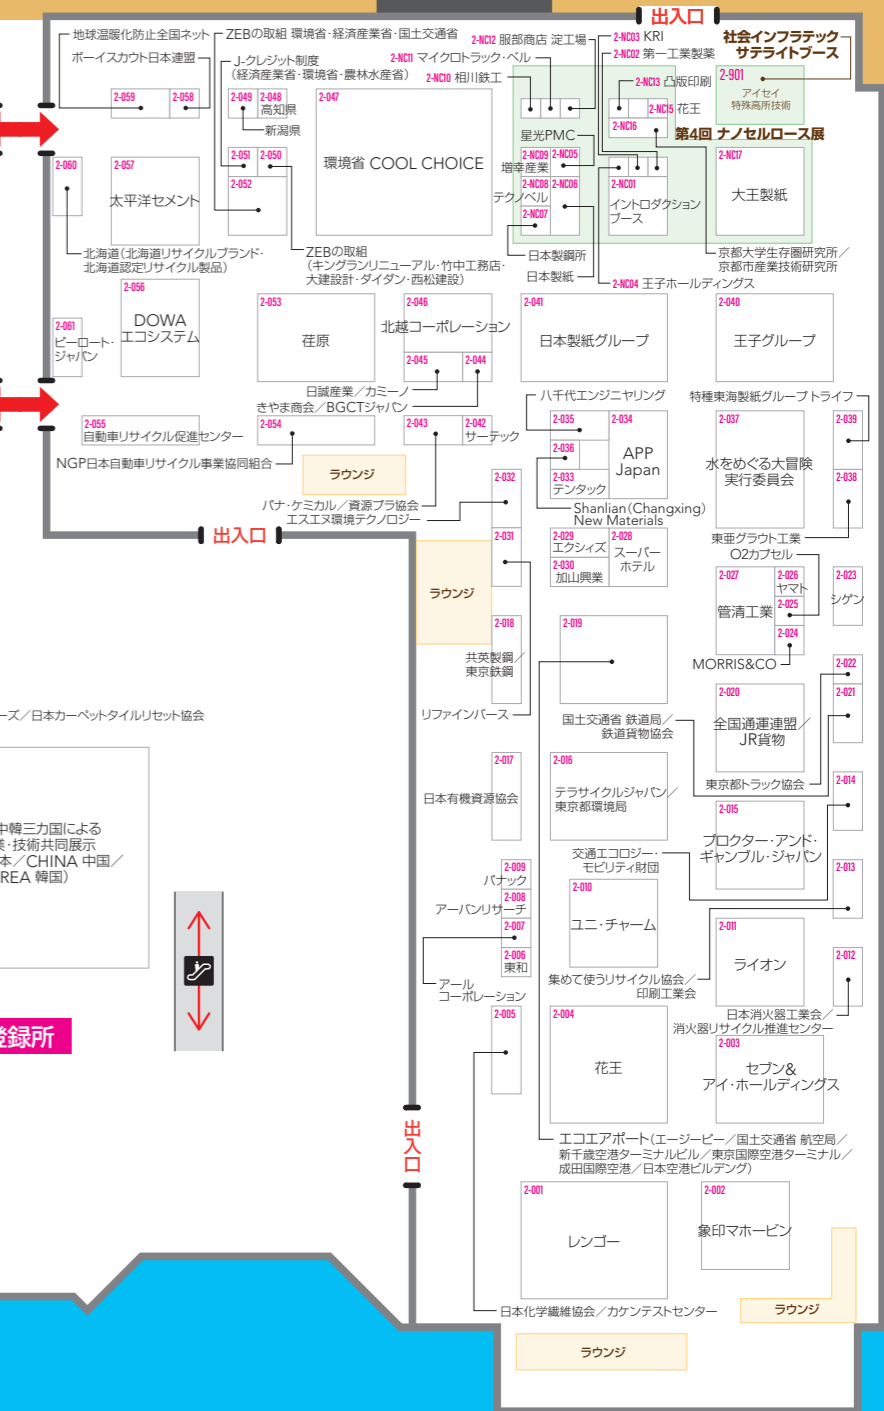 出入口
地球温暖化防止全国ネット
ZEBの取組 環境省・経済産業省・国土交通省
2-NC12 服部商店 淀工場
2-NC03 KRI
社会インフラテック
サテライトブース
ボーイスカウト日本連盟
J-クレジット制度
(経済産業省・環境省・農林水産省)
2-NC11 マイクロトラック・ベル
2-NC02 第一工業製薬
2-NC10 相川鉄工
2-NC13 凸版印刷
2-901
アイセイ
特殊高所技術
2-059
2-058
2-049
2-048
高知県
新潟県
2-047
環境省 COOL CHOICE
2-NC15 花王
2-NC16
第4回 ナノセルロース展
星光PMC
2-051
2-050
2-052
2-NC09
2-NC05
増幸産業
2-NC08
2-NC06
テクノベル
2-NC07
2-NC01
イントロダクション
ブース
2-NC17
大王製紙
2-060
2-057
太平洋セメント
北海道(北海道リサイクルブランド・
北海道認定リサイクル製品)
ZEBの取組
(キングランリニューアル・竹中工務店・
大建設計・ダイダン・西松建設)
日本製鋼所
日本製紙
京都大学生存圏研究所/
京都市産業技術研究所
2-NC04 王子ホールディングス
2-056
DOWA
エコシステム
2-053
荏原
2-046
北越コーポレーション
2-041
日本製紙グループ
2-040
王子グループ
2-061
ピーロート・
ジャパン
2-045
2-044
日誠産業/カミーノ
きやま商会/BGCTジャパン
八千代エンジニヤリング
特種東海製紙グループ トライフ
2-055
自動車リサイクル促進センター
2-054
2-043
2-042
サーテック
2-035
2-034
APP
Japan
2-036
2-033
テンタック
2-037
水をめぐる大冒険
実行委員会
2-039
2-038
NGP日本自動車リサイクル事業協同組合
ラウンジ
2-032
パナ・ケミカル/資源プラ協会
エスエヌ環境テクノロジー
Shanlian(Changxing)
New Materials
出入口
2-031
2-029
エクシィズ
2-030
加山興業
2-028
スーパー
ホテル
東亜グラウト工業
O2カプセル
ラウンジ
2-027
管清工業
2-026
ヤマト
2-025
2-024
2-023
シゲン
2-018
共英製鋼/
東京鉄鋼
2-019
MORRIS&CO
2-022
2-021
リファインバース
国土交通省 鉄道局/
鉄道貨物協会
2-020
全国通運連盟/
JR貨物
ーズ/日本カーペットタイルリセット協会
2-017
日本有機資源協会
2-016
テラサイクルジャパン/
東京都環境局
東京都トラック協会
2-014
2-015
プロクター・アンド・
ギャンブル・ジャパン
中韓三カ国による
業・技術共同展示
本/CHINA 中国/
REA 韓国)
交通エコロジー・
モビリティ財団
2-009
パナック
2-008
アーバンリサーチ
2-007
2-006
東和
2-010
ユニ・チャーム
2-013
2-011
ライオン
2-012
アール
コーポレーション
集めて使うリサイクル協会/
印刷工業会
日本消火器工業会/
消火器リサイクル推進センター
登録所
2-005
2-004
花王
2-003
セブン&
アイ・ホールディングス
出入口
エコエアポート(エージーピー/国土交通省 航空局/
新千歳空港ターミナルビル/東京国際空港ターミナル/
成田国際空港/日本空港ビルデング)
2-001
レンゴー
2-002
象印マホービン
日本化学繊維協会/カケンテストセンター
ラウンジ
ラウンジ